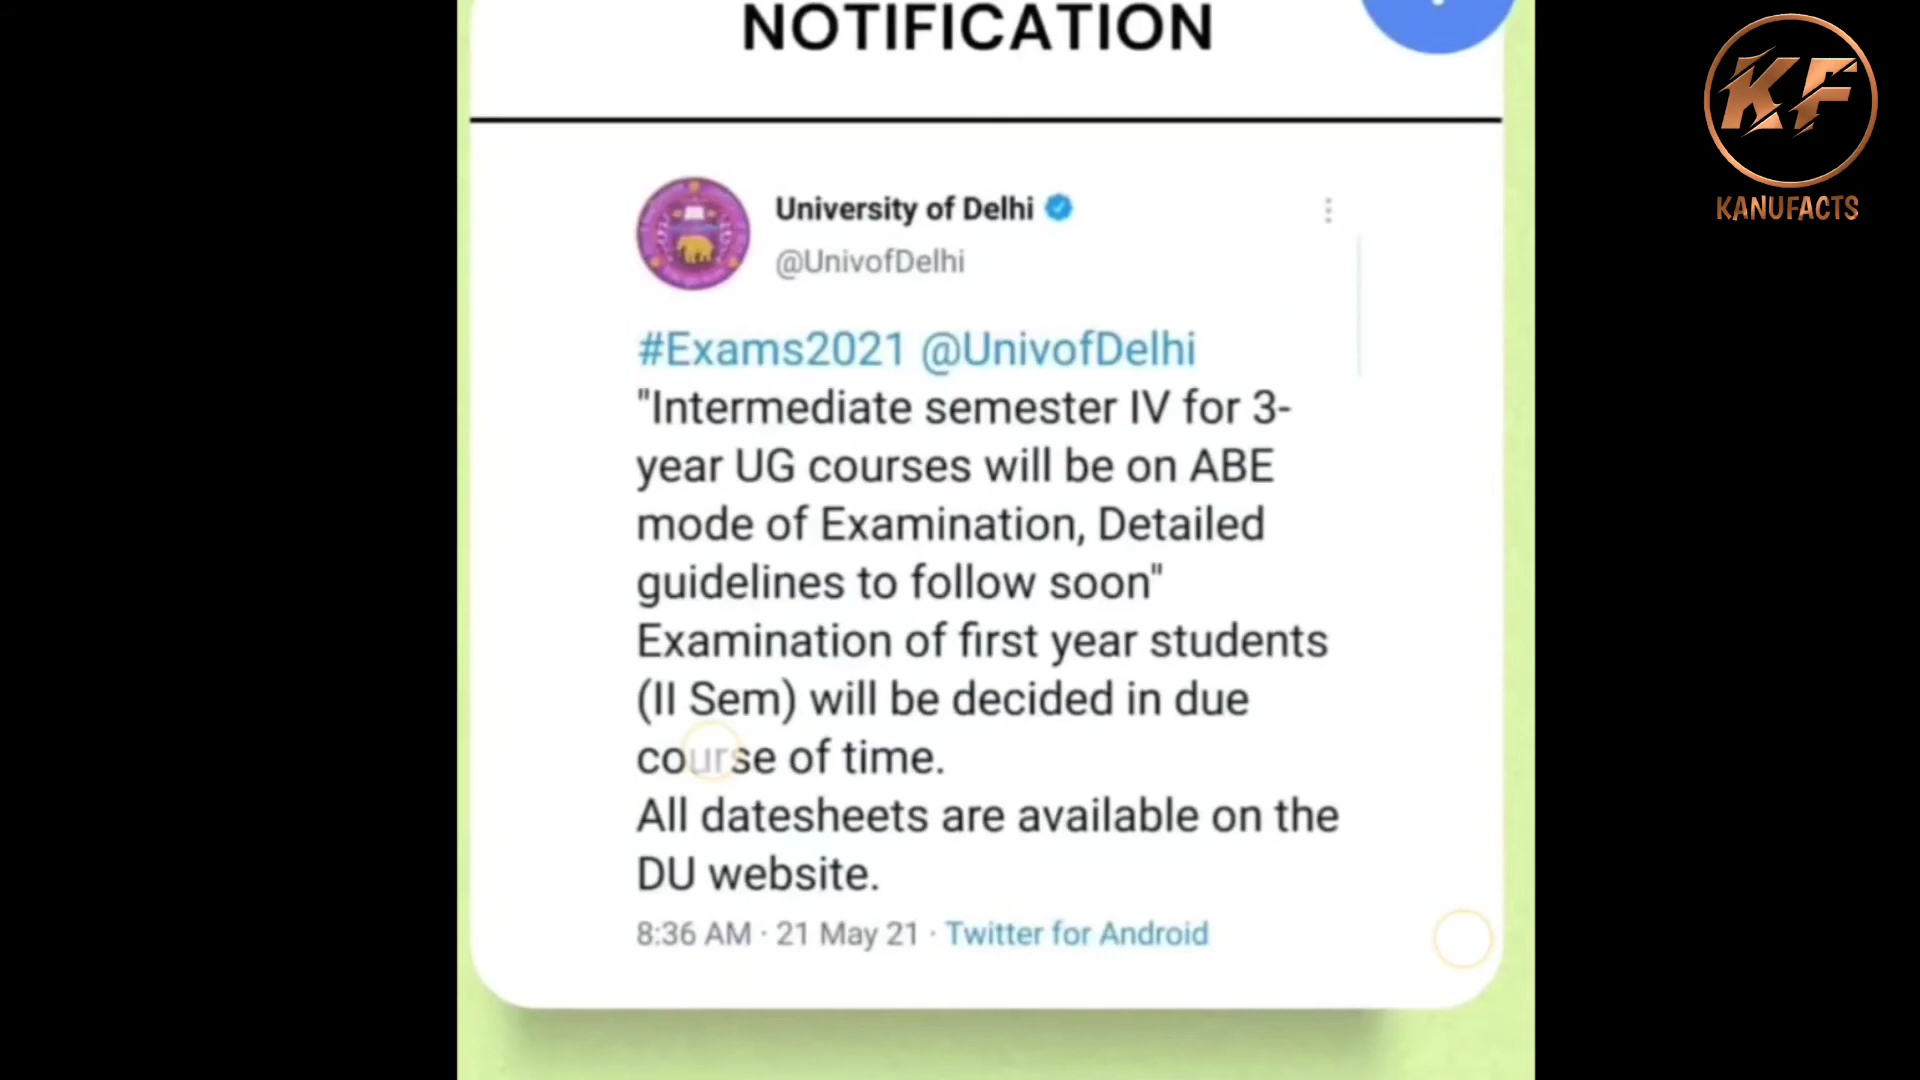 NOTIFICATION
KF
KANUFACTS
University of Delhi
@UnivofDelhi
#Exams2021 @UnivofDelhi
"Intermediate semester IV for 3-
year UG courses will be on ABE
mode of Examination, Detailed
guidelines to follow soon"
Examination of first year students
(II Sem) will be decided in due
course of time.
All datesheets are available on the
DU website.
8:36 AM · 21 May 21 · Twitter for Android